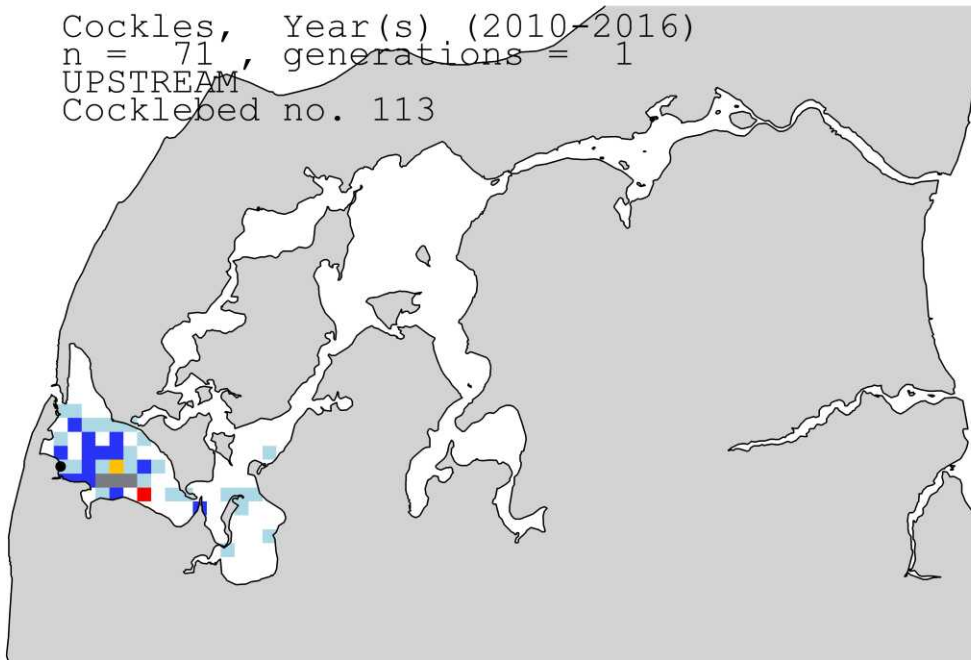 Cockles, Year(s) (2010-2016)
n = 71 , generations = 1
UPSTREAM
Cocklebed no. 113